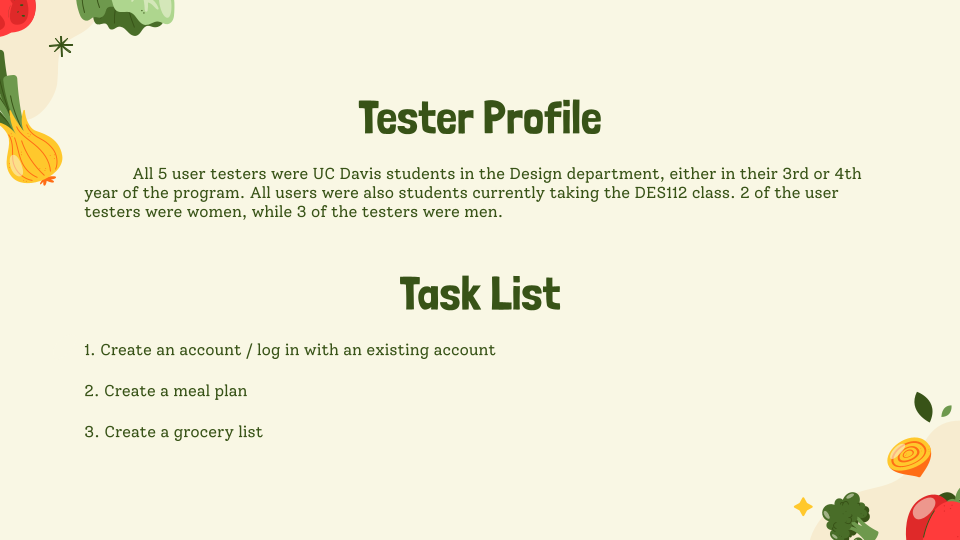 Tester Profile
All 5 user testers were UC Davis students in the Design department, either in their 3rd or 4th
year of the program. All users were also students currently taking the DES112 class. 2 of the user
testers were women, while 3 of the testers were men.
Task List
1. Create an account / log in with an existing account
2. Create a meal plan
3. Create a grocery list